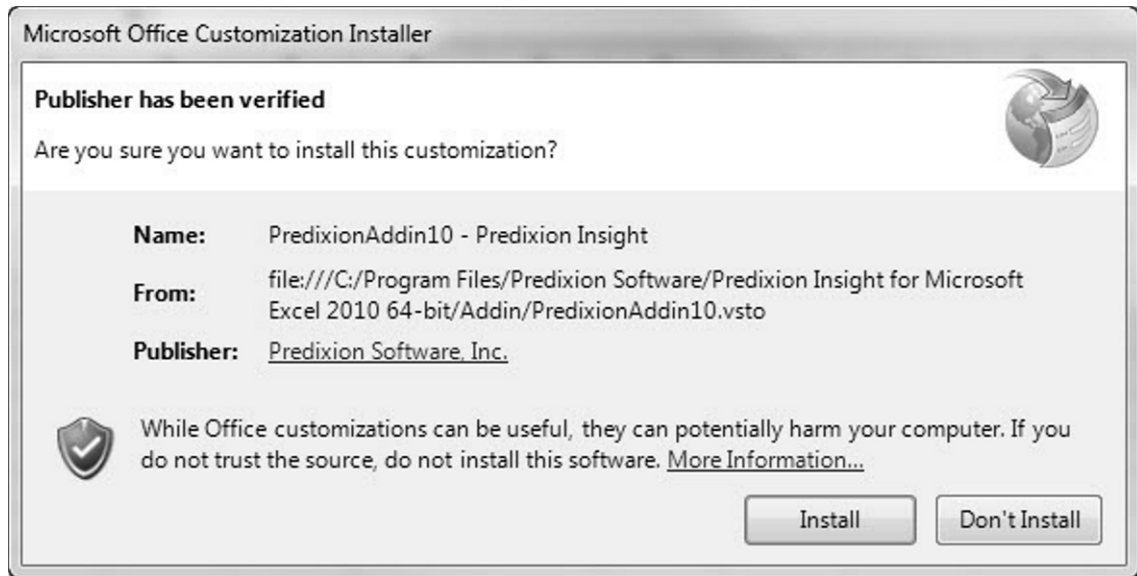 Microsoft Office Customization Installer
Publisher has been verified
Are you sure you want to install this customization?
Name: PredixionAddin10 - Predixion Insight
From: file:///C:/Program Files/Predixion Software/Predixion Insight for Microsoft
Excel 2010 64-bit/Addin/PredixionAddin10.vsto
Publisher: Predixion Software, Inc.
While Office customizations can be useful, they can potentially harm your computer. If you
do not trust the source, do not install this software. More Information...
Install Don't Install